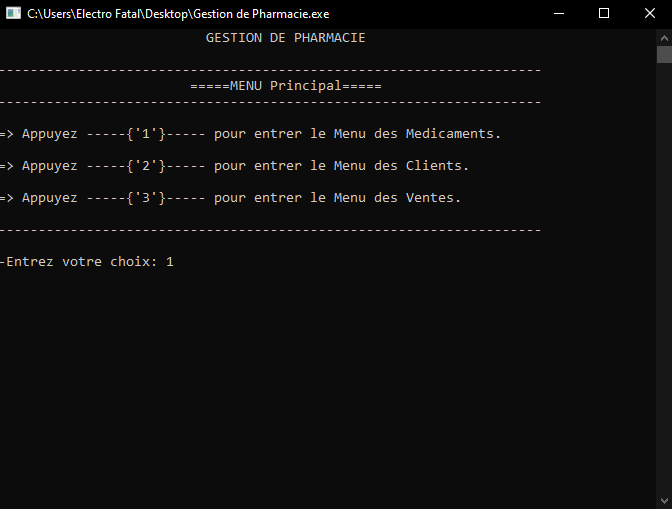 C:\Users\Electro Fatal\Desktop\Gestion de Pharmacie.exe
GESTION DE PHARMACIE
--------------------------------------------------------------------
=====MENU Principal=====
--------------------------------------------------------------------
=> Appuyez -----{'1'}----- pour entrer le Menu des Medicaments.
=> Appuyez -----{'2'}----- pour entrer le Menu des Clients.
=> Appuyez -----{'3'}----- pour entrer le Menu des Ventes.
--------------------------------------------------------------------
-Entrez votre choix: 1